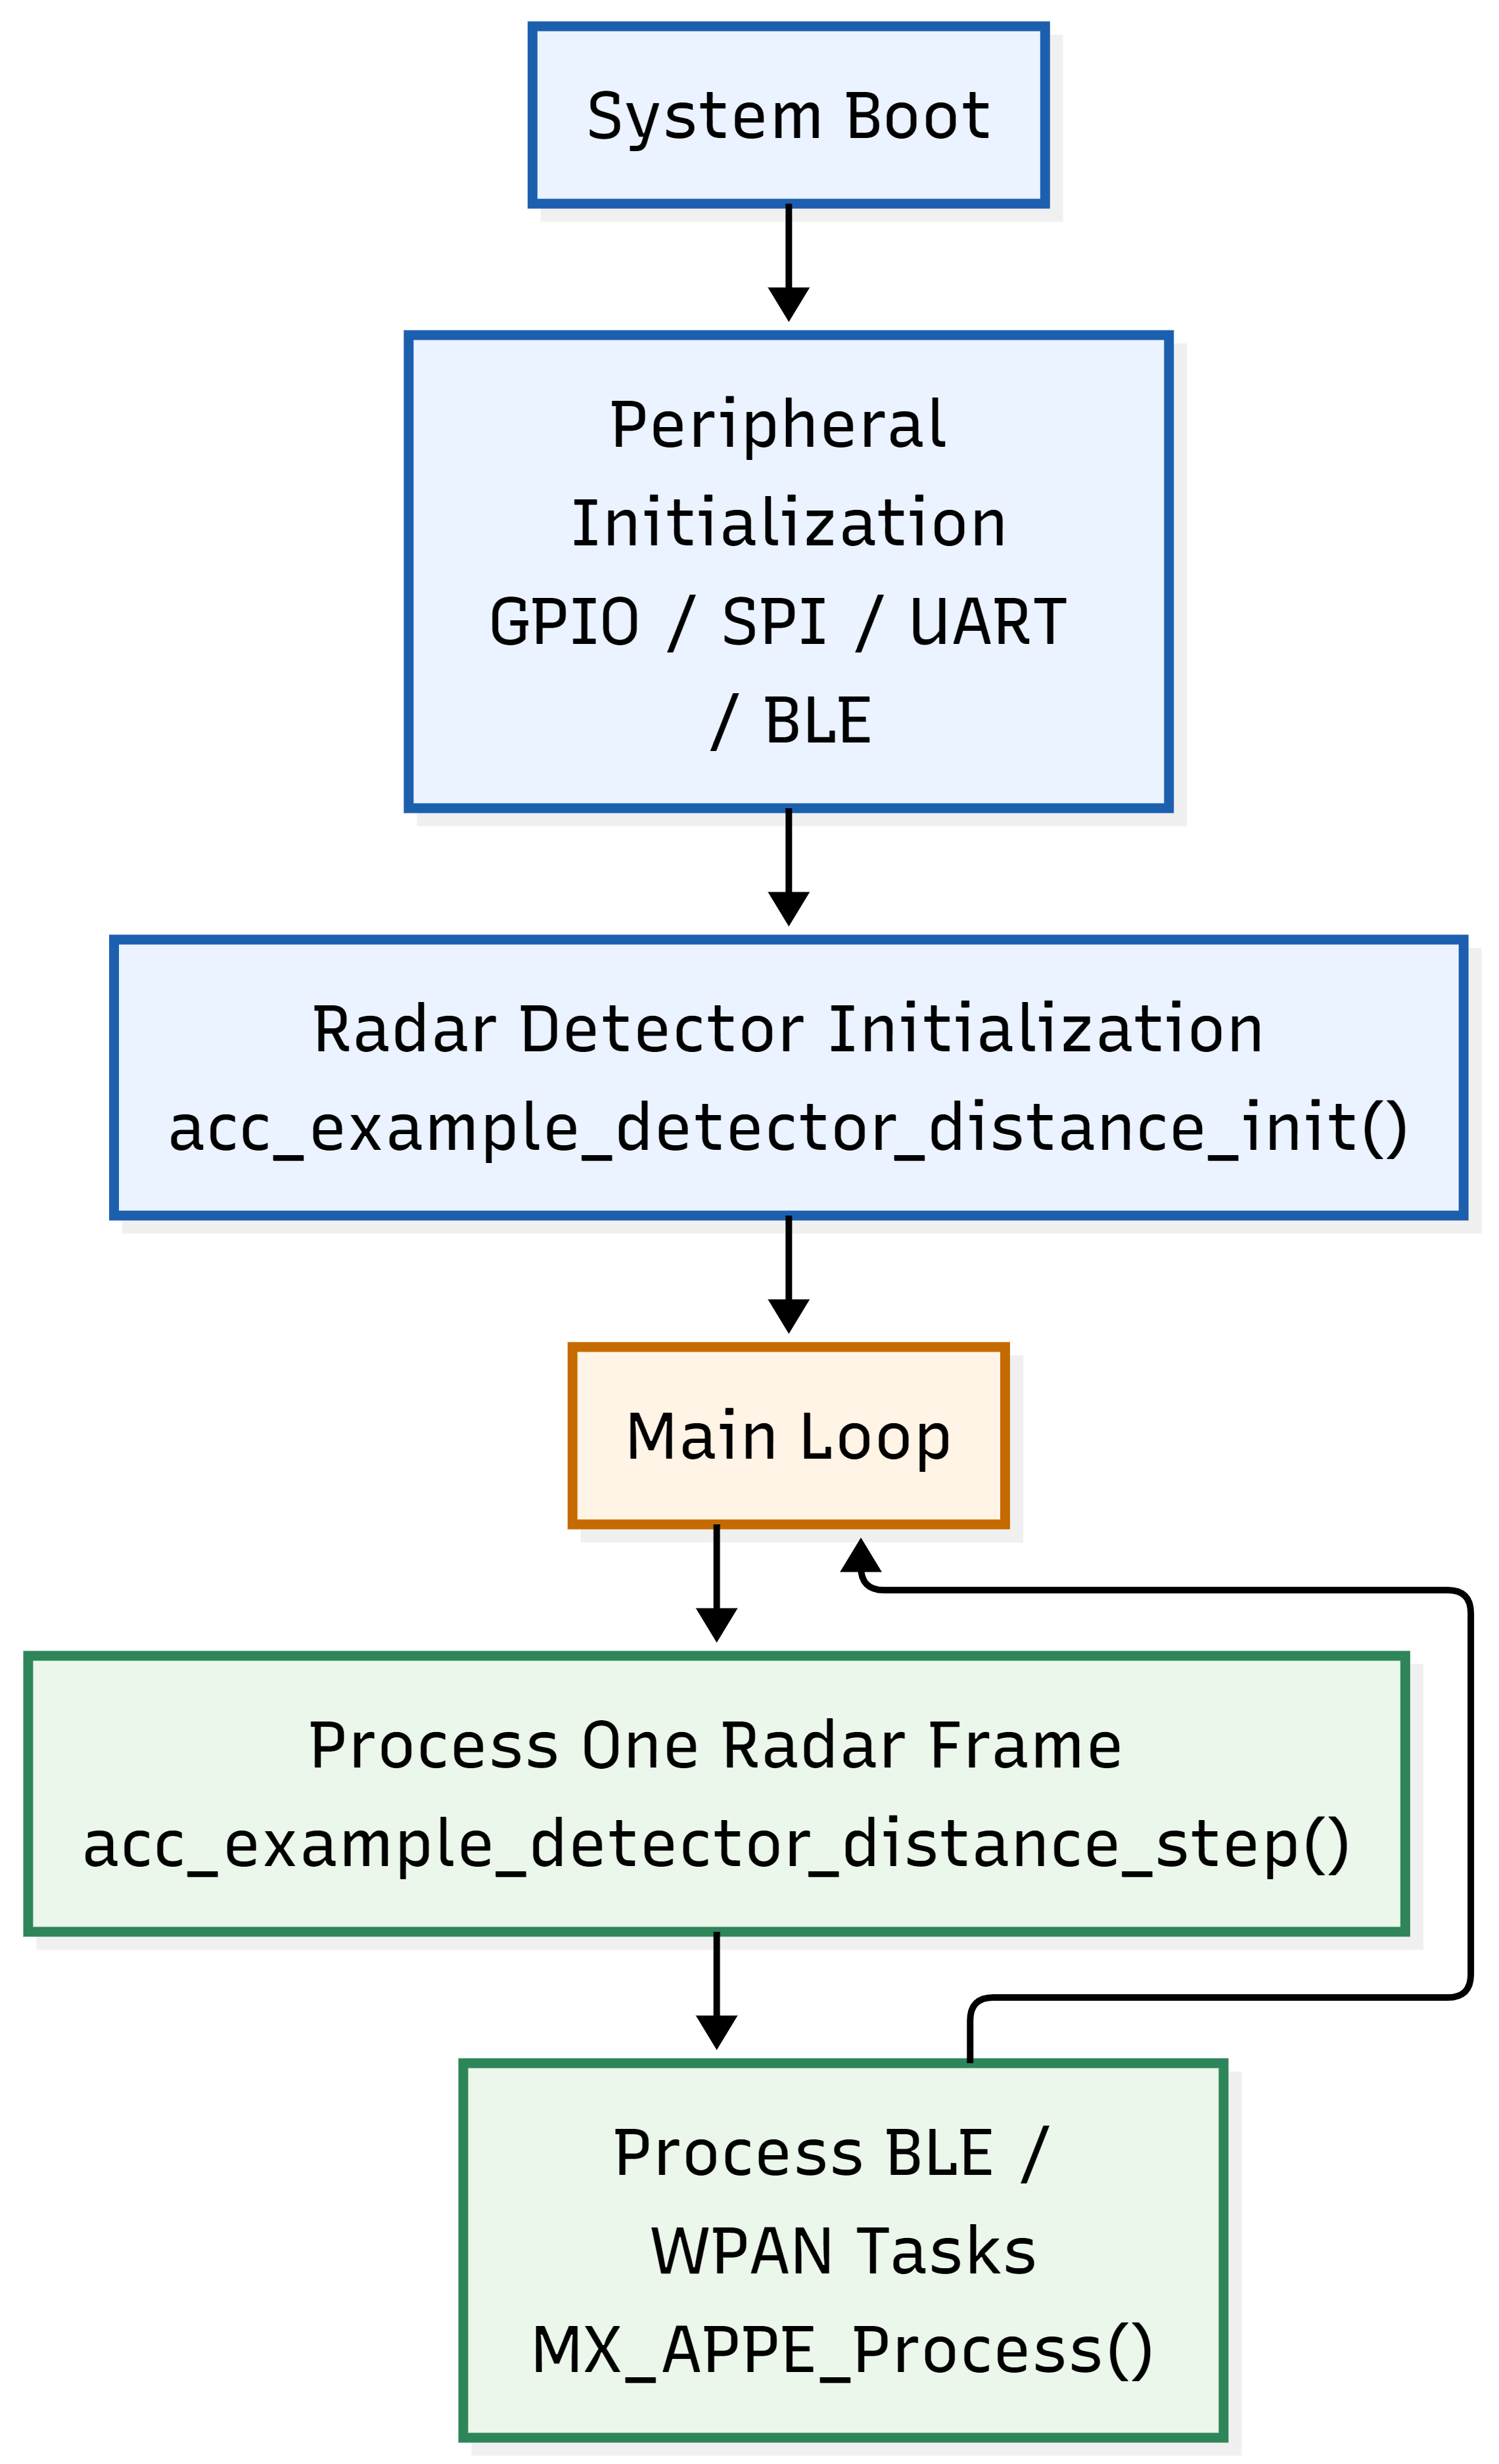 System Boot
Peripheral
Initialization
GPIO / SPI / UART
/ BLE
Radar Detector Initialization
acc_example_detector_distance_init()
Main Loop
Process One Radar Frame
acc_example_detector_distance_step()
Process BLE /
WPAN Tasks
MX_APPE_Process()